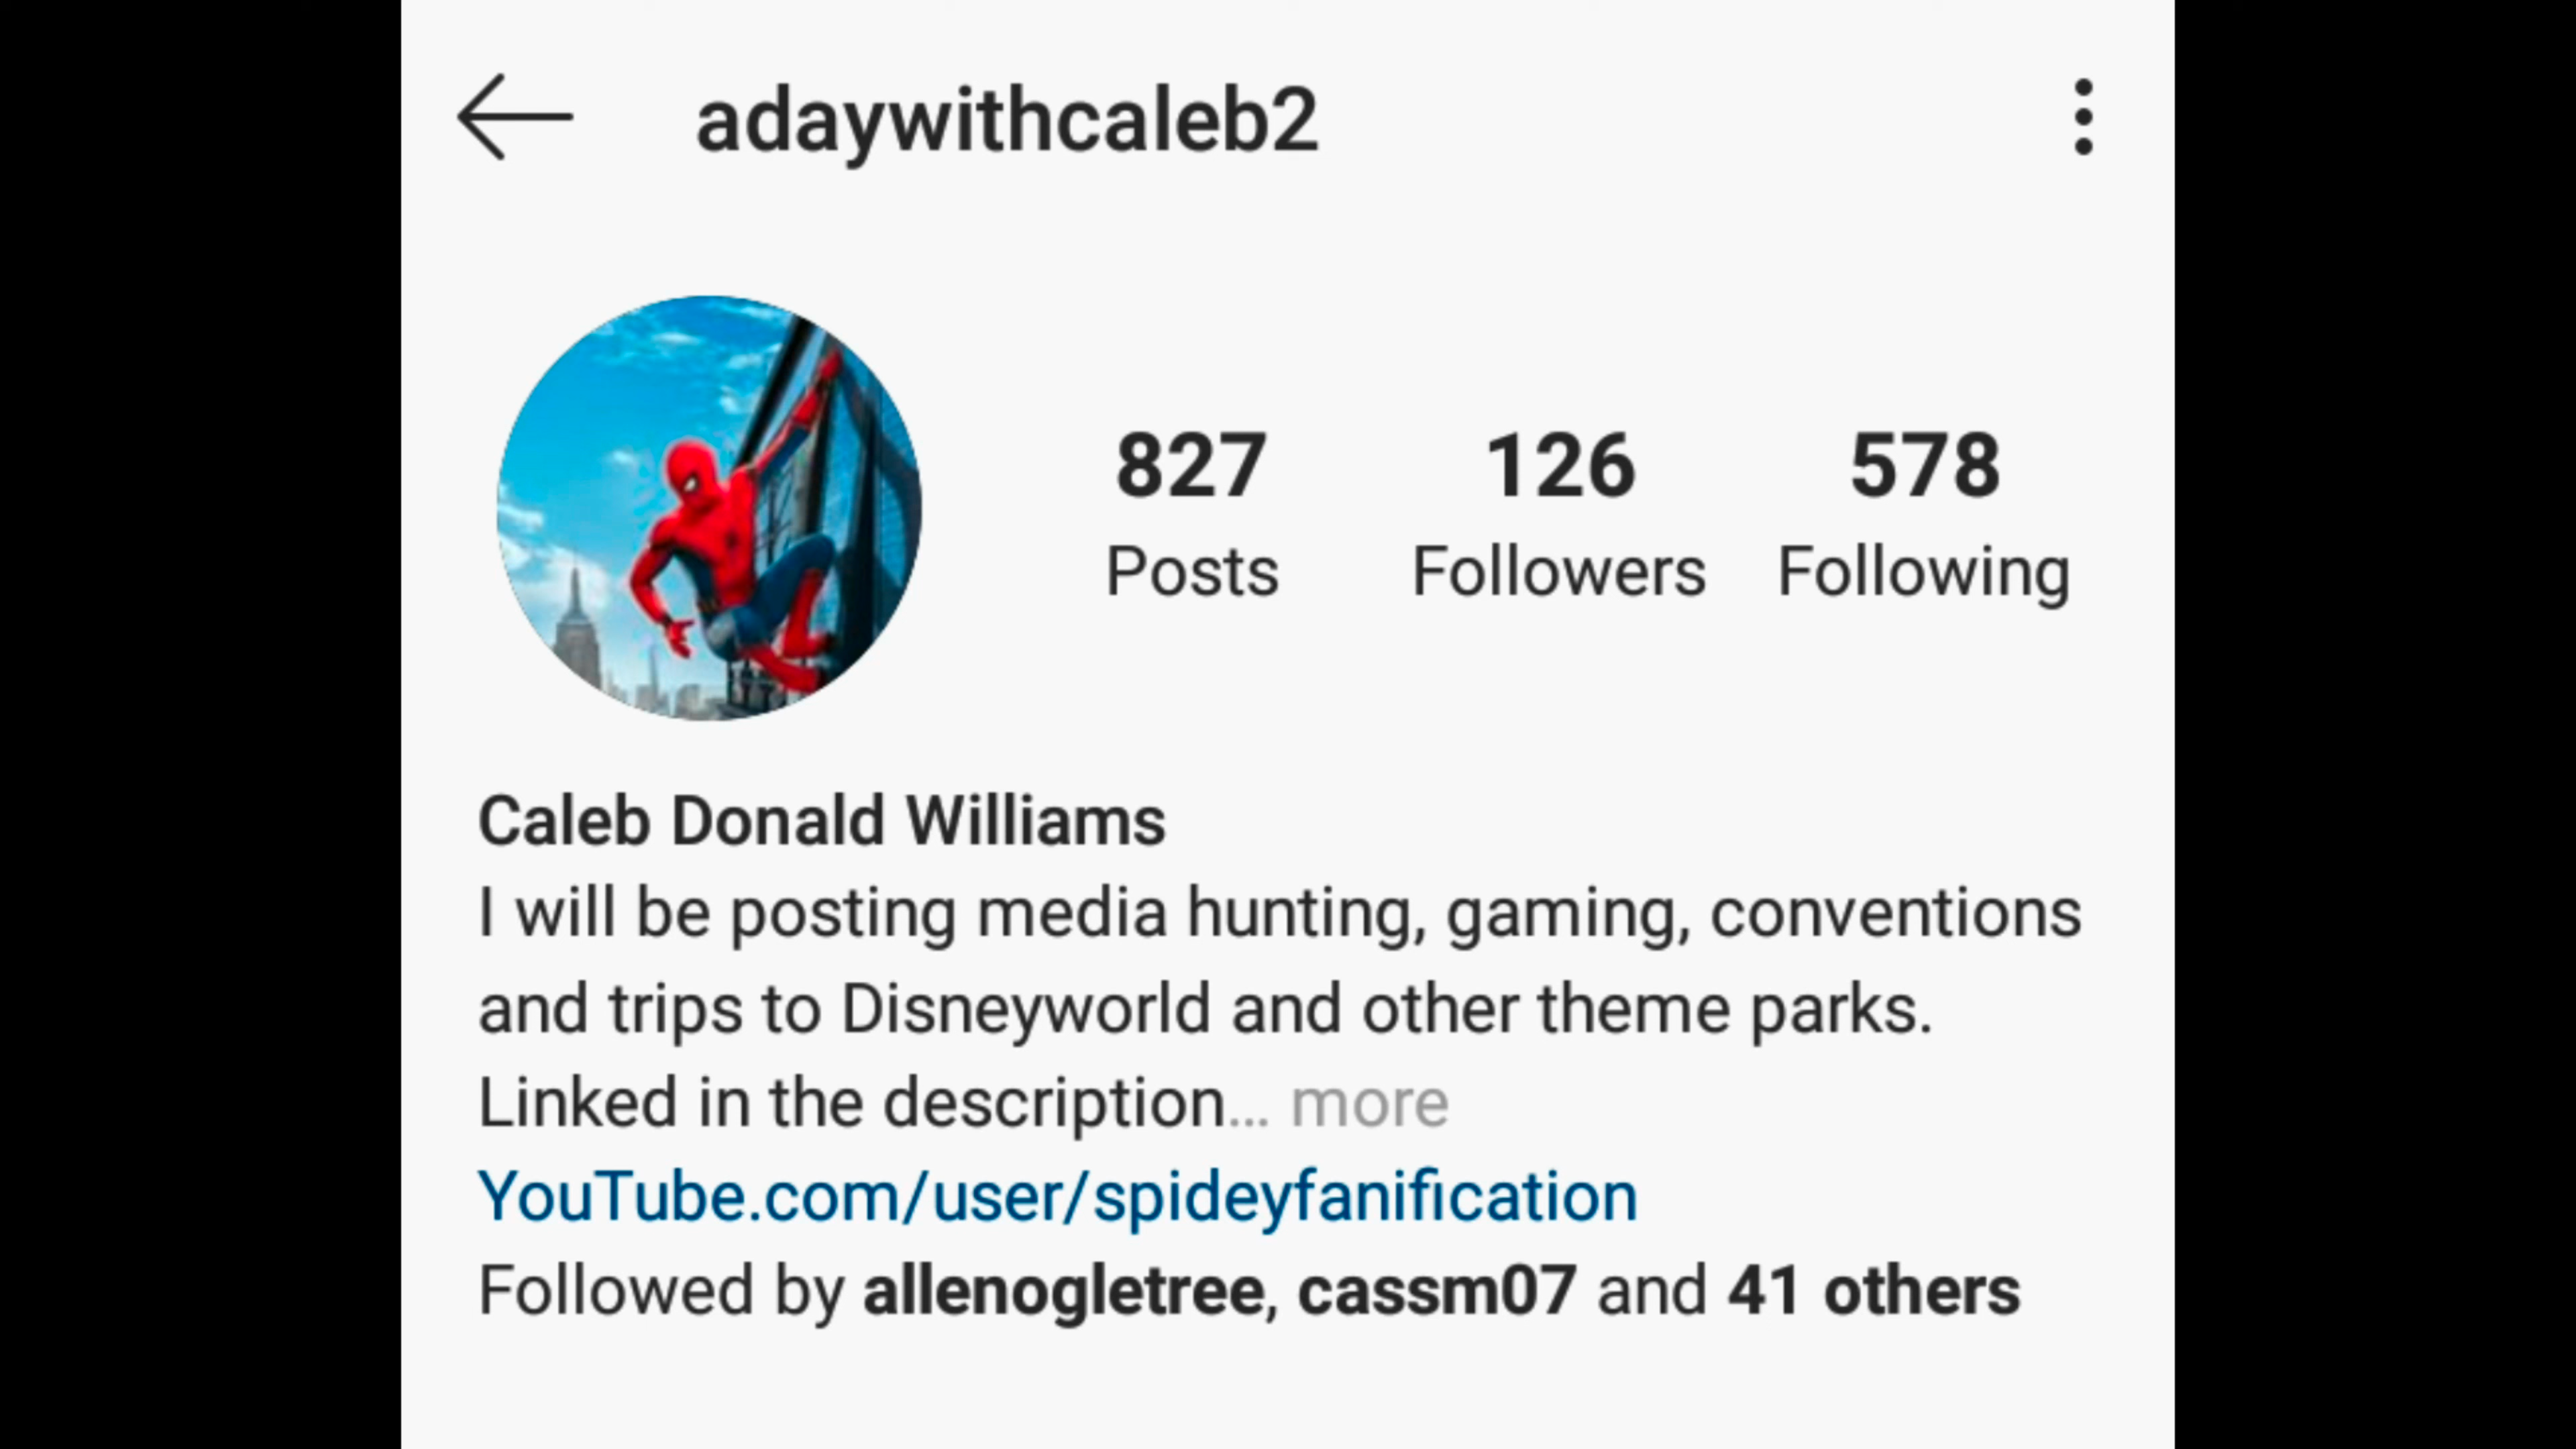 adaywithcaleb2
827 126 578
Posts Followers Following
Caleb Donald Williams
I will be posting media hunting, gaming, conventions
and trips to Disneyworld and other theme parks.
Linked in the description... more
YouTube.com/user/spideyfanification
Followed by allenogletree, cassm07 and 41 others